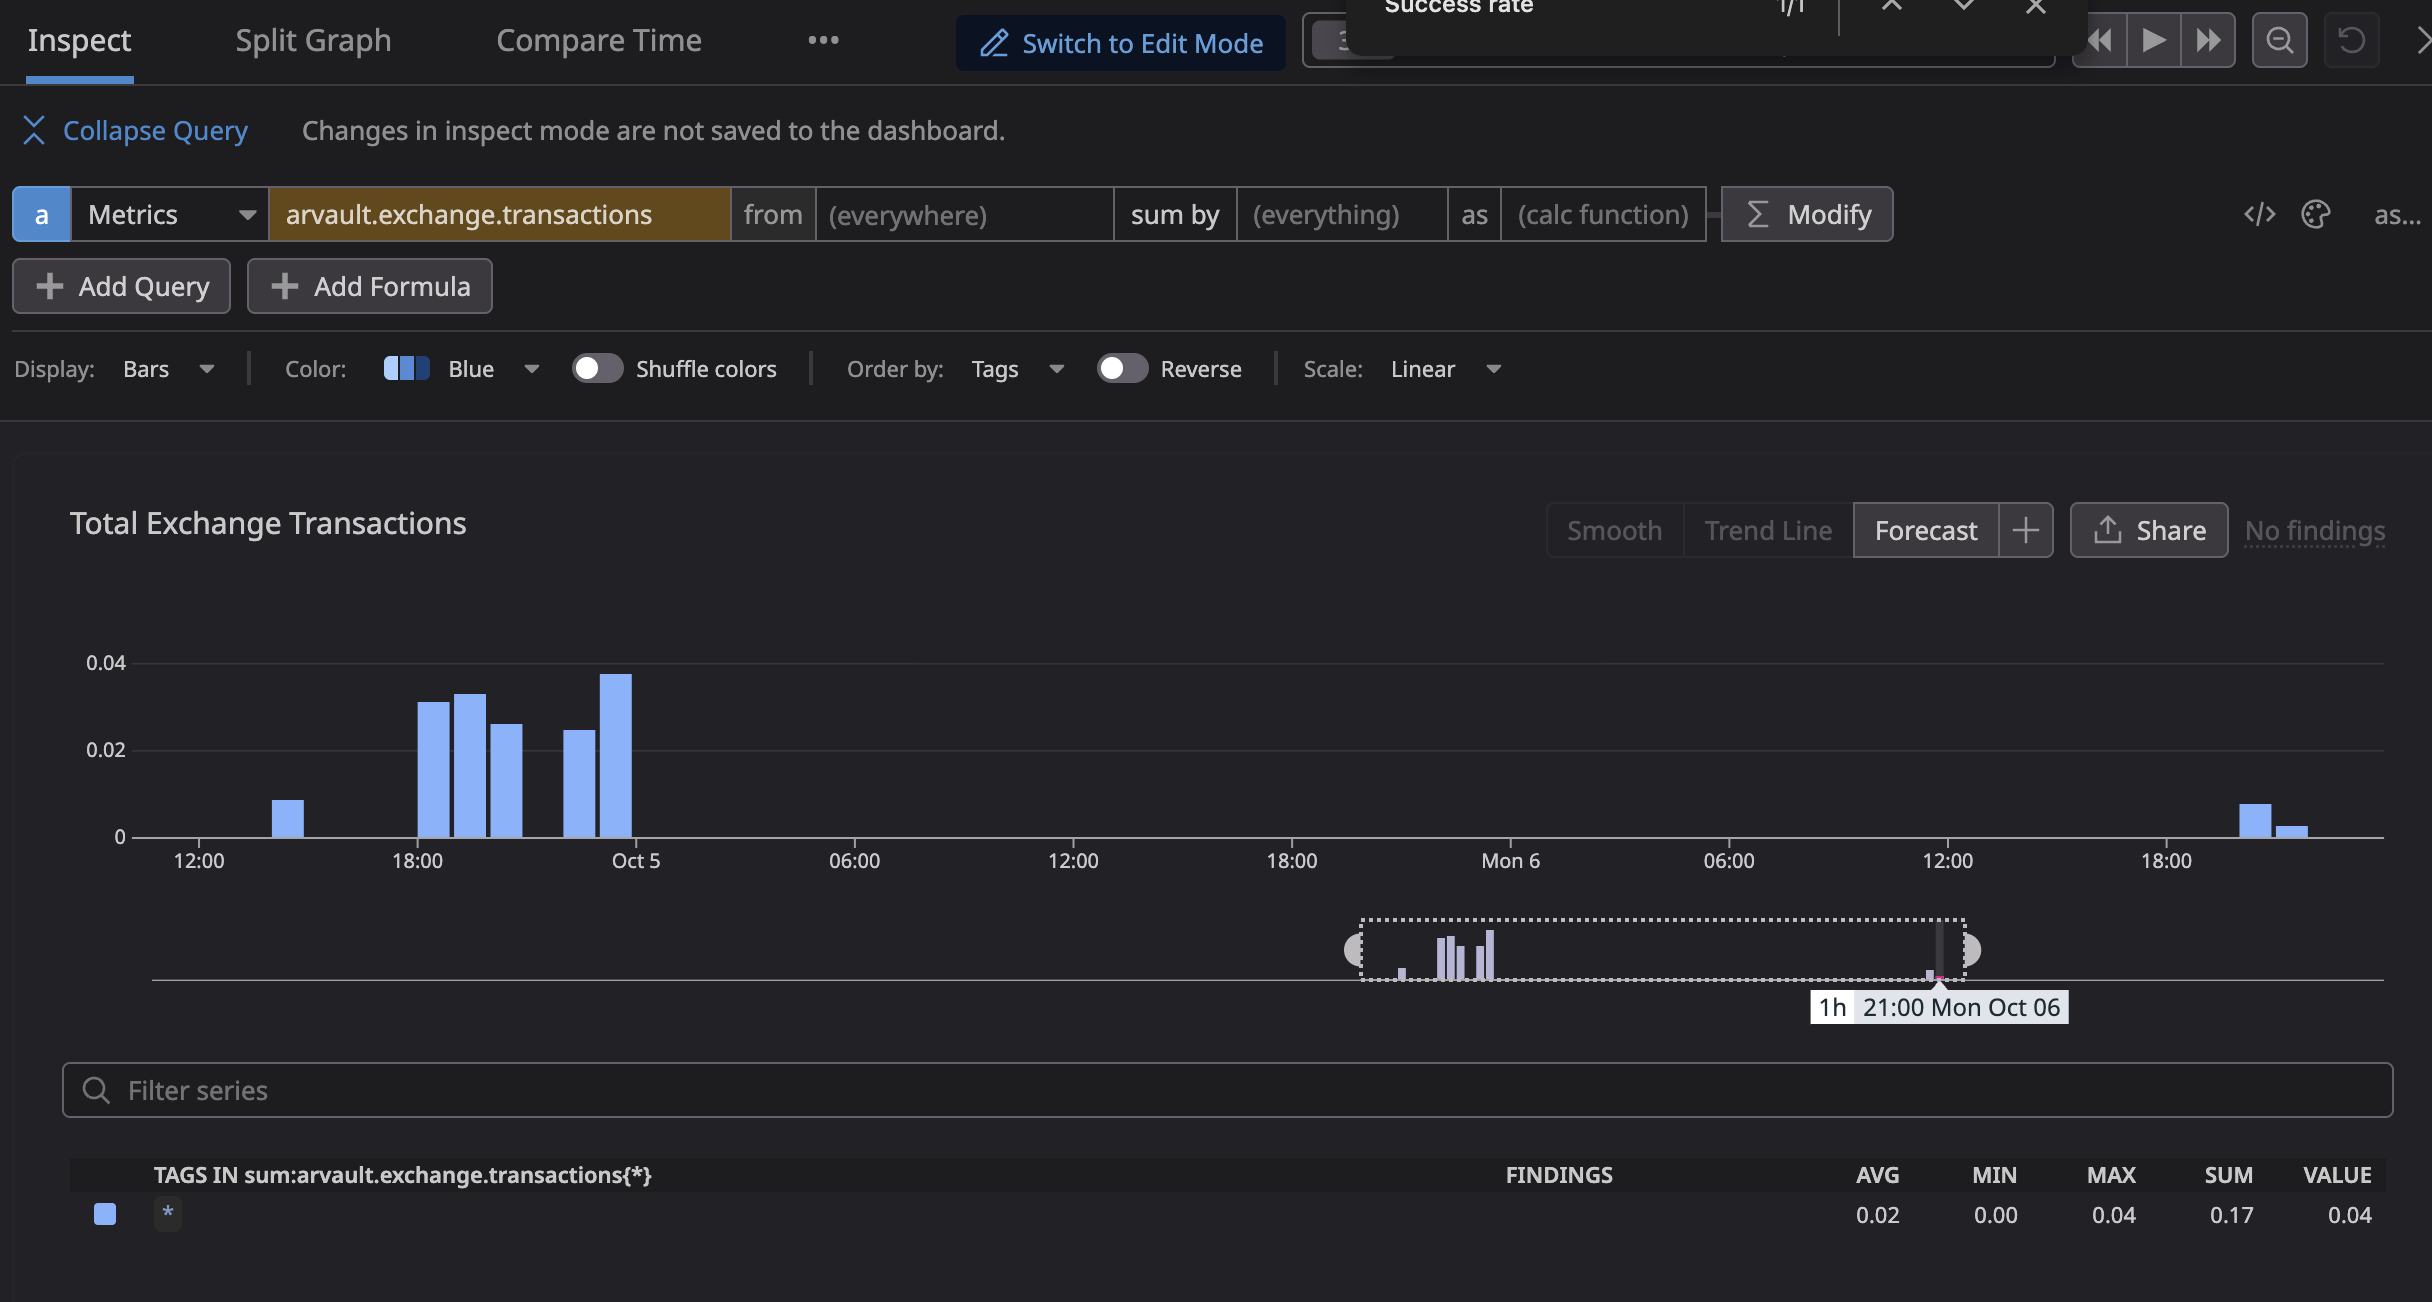 Success rate 1/1
Inspect Split Graph Compare Time ••• Switch to Edit Mode
Collapse Query Changes in inspect mode are not saved to the dashboard.
a Metrics arvault.exchange.transactions from (everywhere) sum by (everything) as (calc function) Σ Modify </> as...
+ Add Query + Add Formula
Display: Bars Color: Blue Shuffle colors Order by: Tags Reverse Scale: Linear
Total Exchange Transactions
Smooth Trend Line Forecast + Share No findings
0.04
0.02
0
12:00 18:00 Oct 5 06:00 12:00 18:00 Mon 6 06:00 12:00 18:00
1h 21:00 Mon Oct 06
Filter series
TAGS IN sum:arvault.exchange.transactions{*} FINDINGS AVG MIN MAX SUM VALUE
* 0.02 0.00 0.04 0.17 0.04